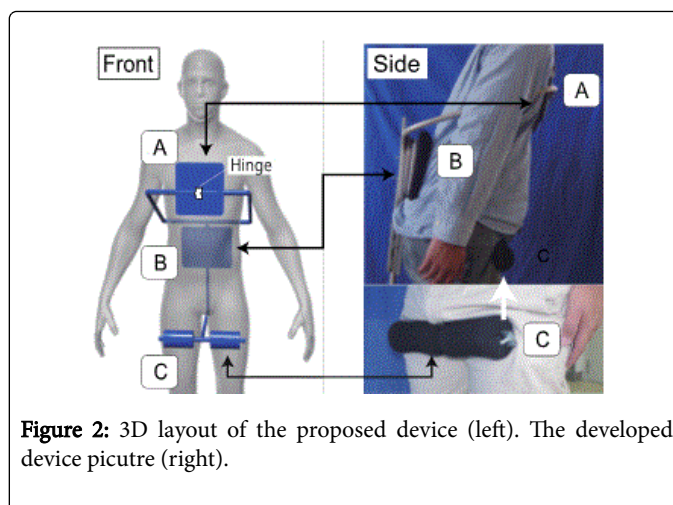 Front
Side
A
A
Hinge
B
B
C
C
C
Figure 2: 3D layout of the proposed device (left). The developed
device picutre (right).